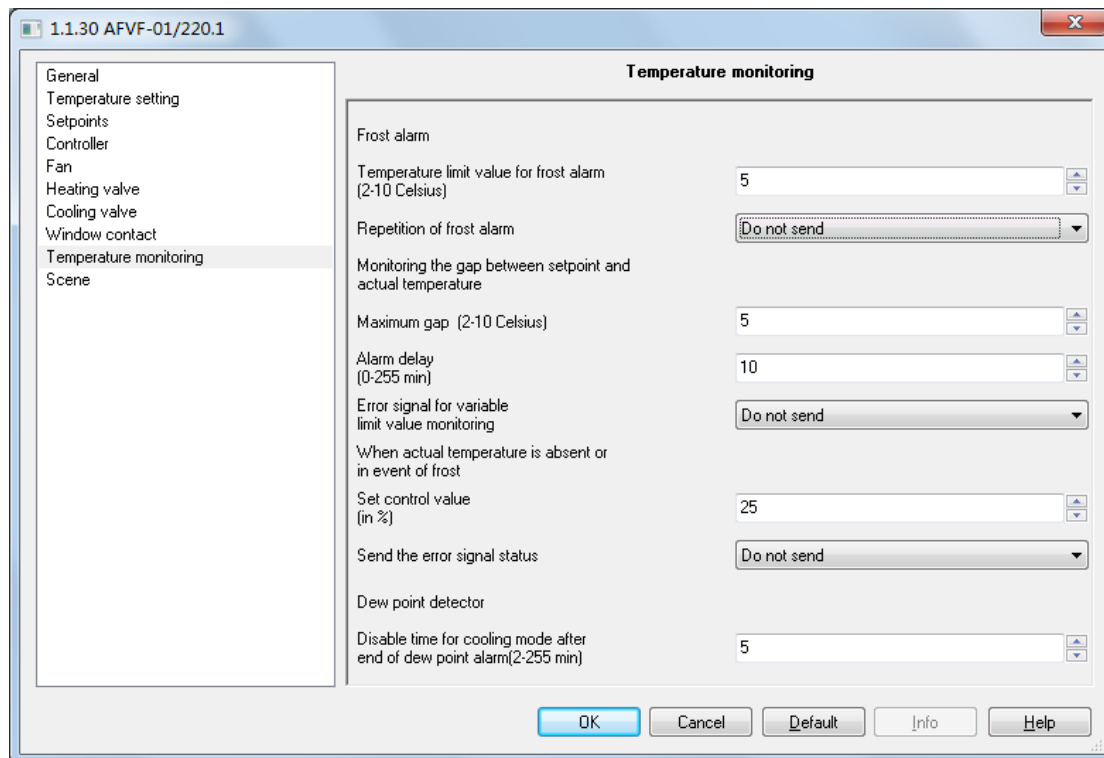 1.1.30 AFVF-01/220.1
General
Temperature setting
Setpoints
Controller
Fan
Heating valve
Cooling valve
Window contact
Temperature monitoring
Scene
Temperature monitoring
Frost alarm
Temperature limit value for frost alarm
(2-10 Celsius)
5
Repetition of frost alarm
Do not send
Monitoring the gap between setpoint and
actual temperature
Maximum gap (2-10 Celsius)
5
Alarm delay
(0-255 min)
10
Error signal for variable
limit value monitoring
Do not send
When actual temperature is absent or
in event of frost
Set control value
(in %)
25
Send the error signal status
Do not send
Dew point detector
Disable time for cooling mode after
end of dew point alarm(2-255 min)
5
OK
Cancel
Default
Info
Help